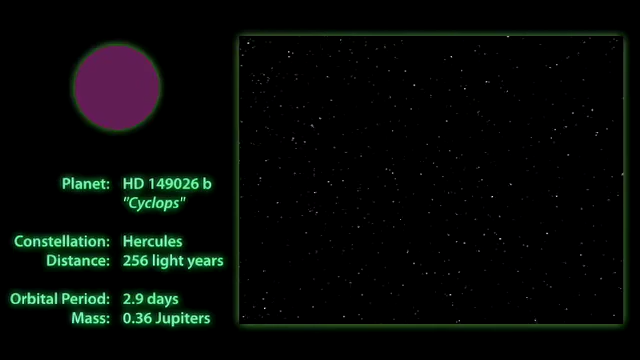 Planet: HD 149026 b
"Cyclops"
Constellation: Hercules
Distance: 256 light years
Orbital Period: 2.9 days
Mass: 0.36 Jupiters